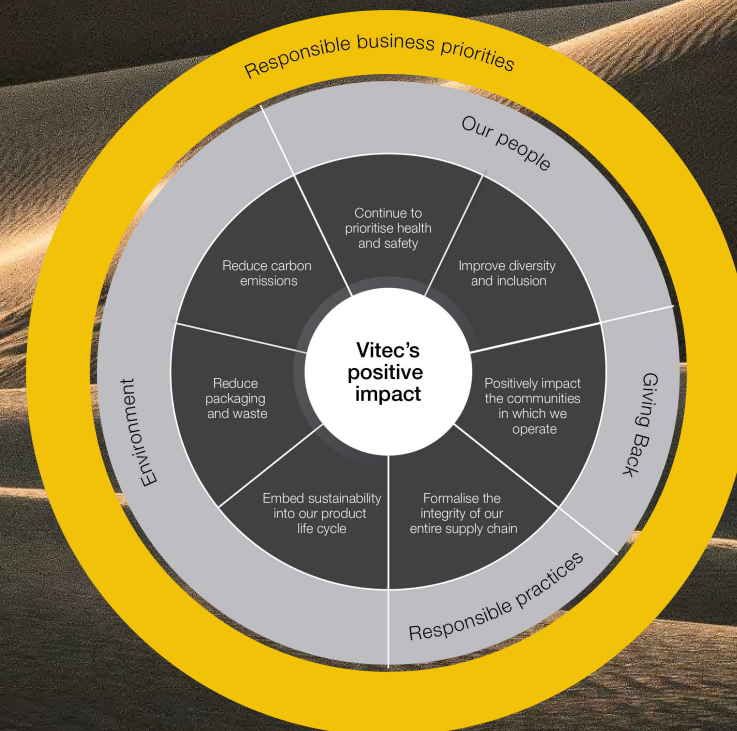 Responsible business priorities
Our people
Continue to
prioritise health
and safety
Improve diversity
and inclusion
Giving Back
Positively impact
the communities
in which we
operate
Responsible practices
Formalise the
integrity of our
entire supply chain
Environment
Embed sustainability
into our product
life cycle
Reduce
packaging
and waste
Reduce carbon
emissions
Vitec's
positive
impact